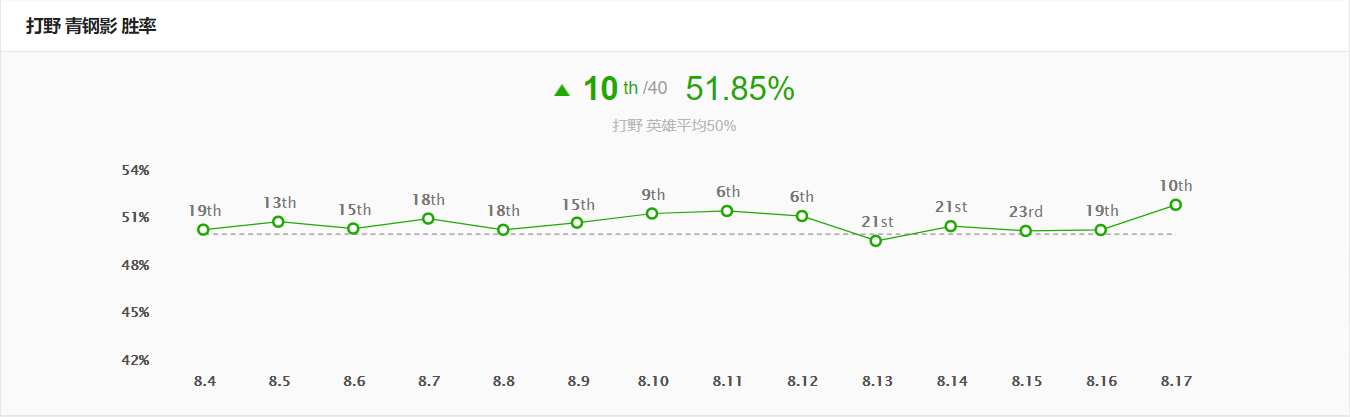 打野 青钢影 胜率
10 th /40 51.85%
打野 英雄平均50%
54%
10th
9th 6th 6th
19th 13th 15th 18th 18th 15th 21st 21st 23rd 19th
51%
48%
45%
42%
8.4 8.5 8.6 8.7 8.8 8.9 8.10 8.11 8.12 8.13 8.14 8.15 8.16 8.17